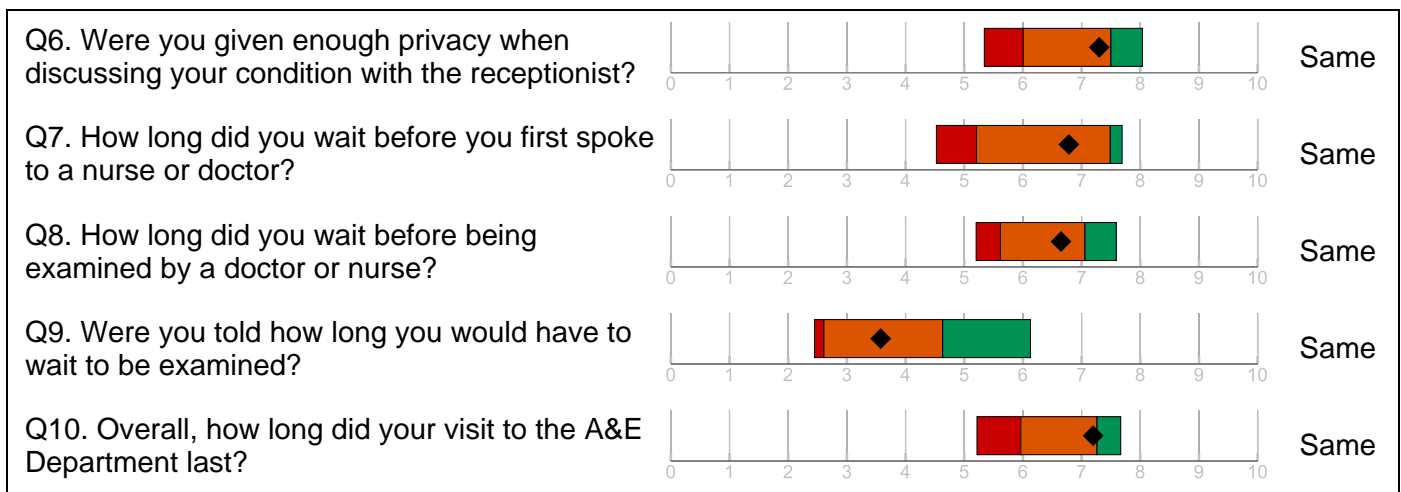 Q6. Were you given enough privacy when
discussing your condition with the receptionist?
0 1 2 3 4 5 6 7 8 9 10
Same
Q7. How long did you wait before you first spoke
to a nurse or doctor?
0 1 2 3 4 5 6 7 8 9 10
Same
Q8. How long did you wait before being
examined by a doctor or nurse?
0 1 2 3 4 5 6 7 8 9 10
Same
Q9. Were you told how long you would have to
wait to be examined?
0 1 2 3 4 5 6 7 8 9 10
Same
Q10. Overall, how long did your visit to the A&E
Department last?
0 1 2 3 4 5 6 7 8 9 10
Same